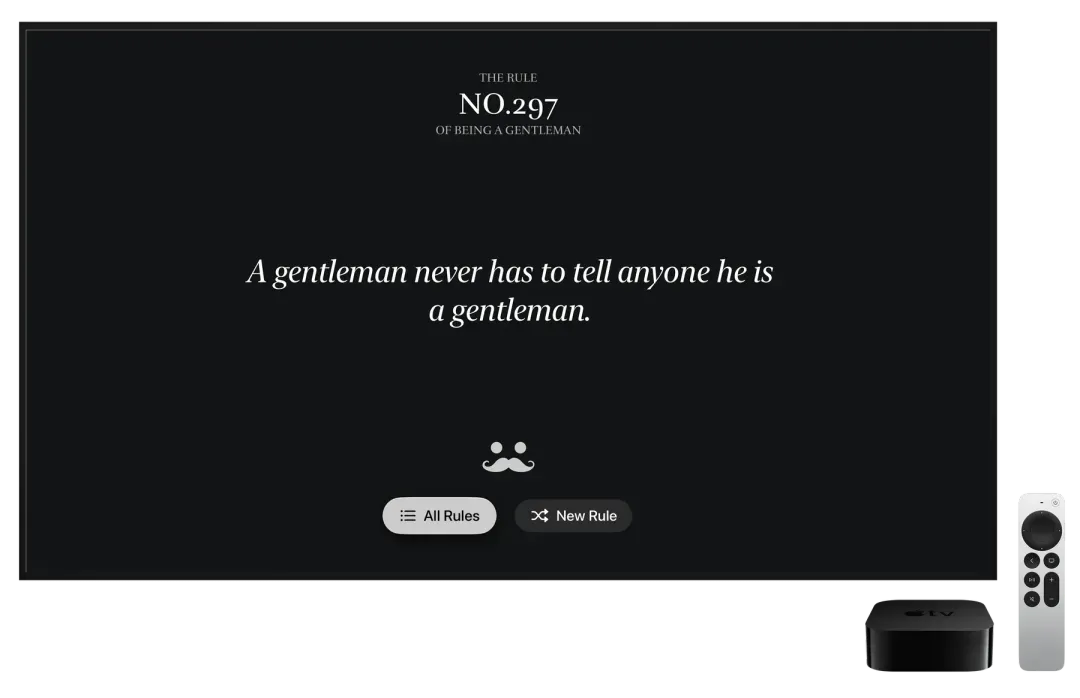 THE RULE
NO.297
OF BEING A GENTLEMAN
A gentleman never has to tell anyone he is
a gentleman.
All Rules
New Rule
tv